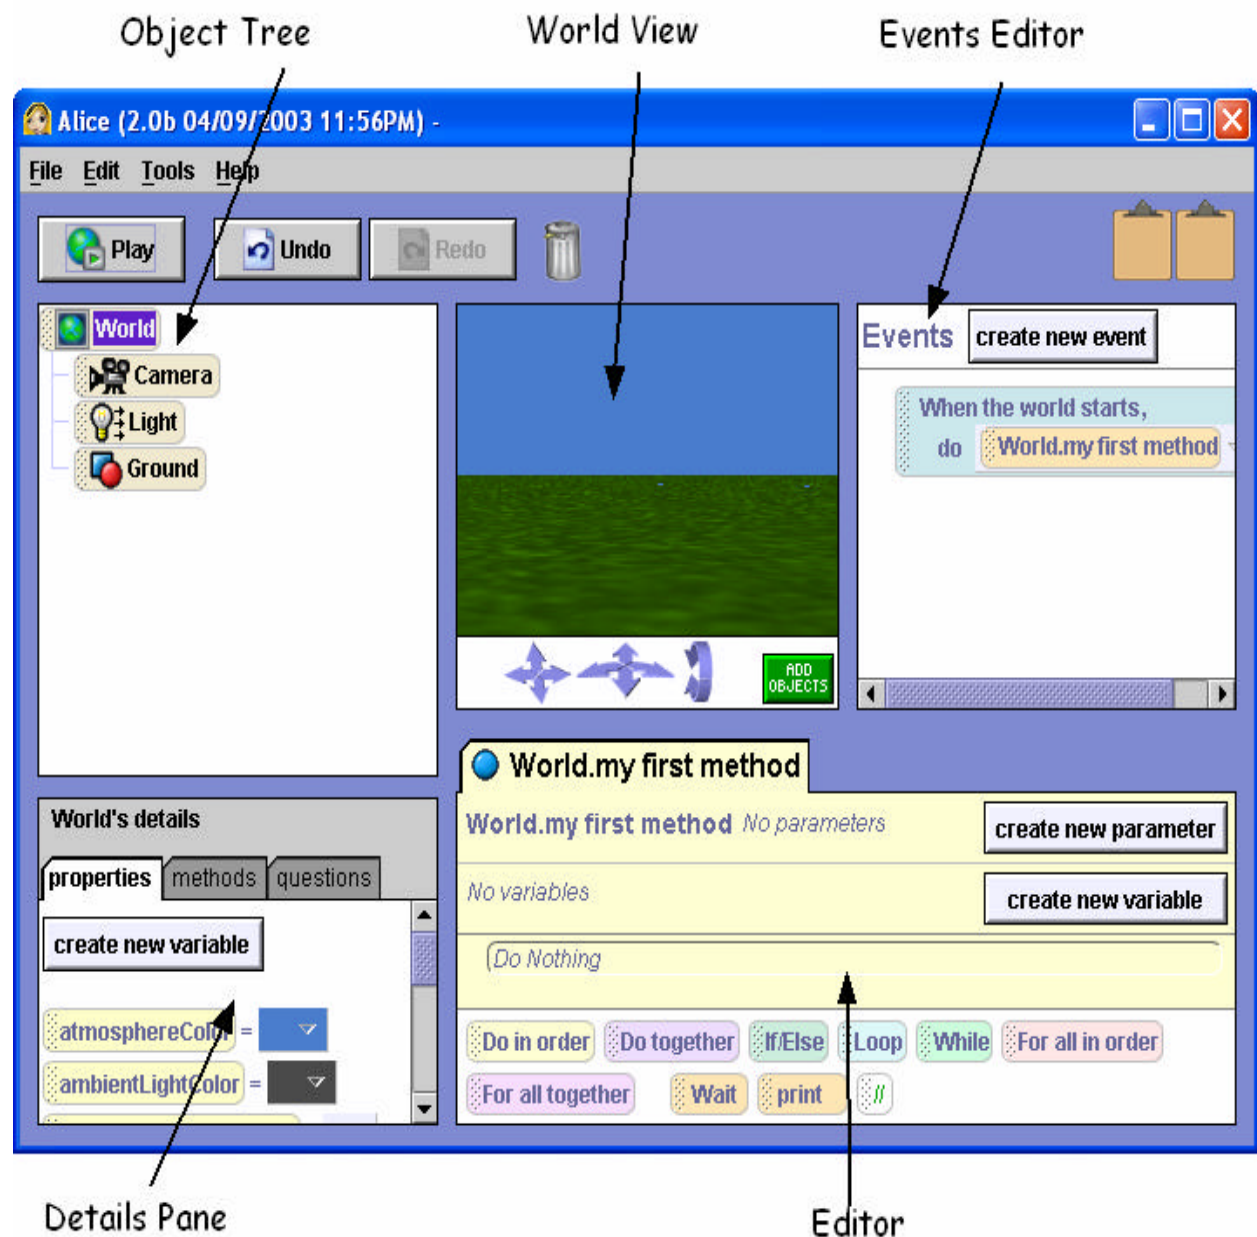 Object Tree World View Events Editor
Alice (2.0b 04/09/2003 11:56PM) -
File Edit Tools Help
Play Undo Redo
World
Camera
Light
Ground
ADD
OBJECTS
Events create new event
When the world starts,
do World.my first method
World's details
properties methods questions
create new variable
atmosphereColor =
ambientLightColor =
World.my first method
World.my first method No parameters create new parameter
No variables create new variable
Do Nothing
Do in order Do together If/Else Loop While For all in order
For all together Wait print //
Details Pane Editor